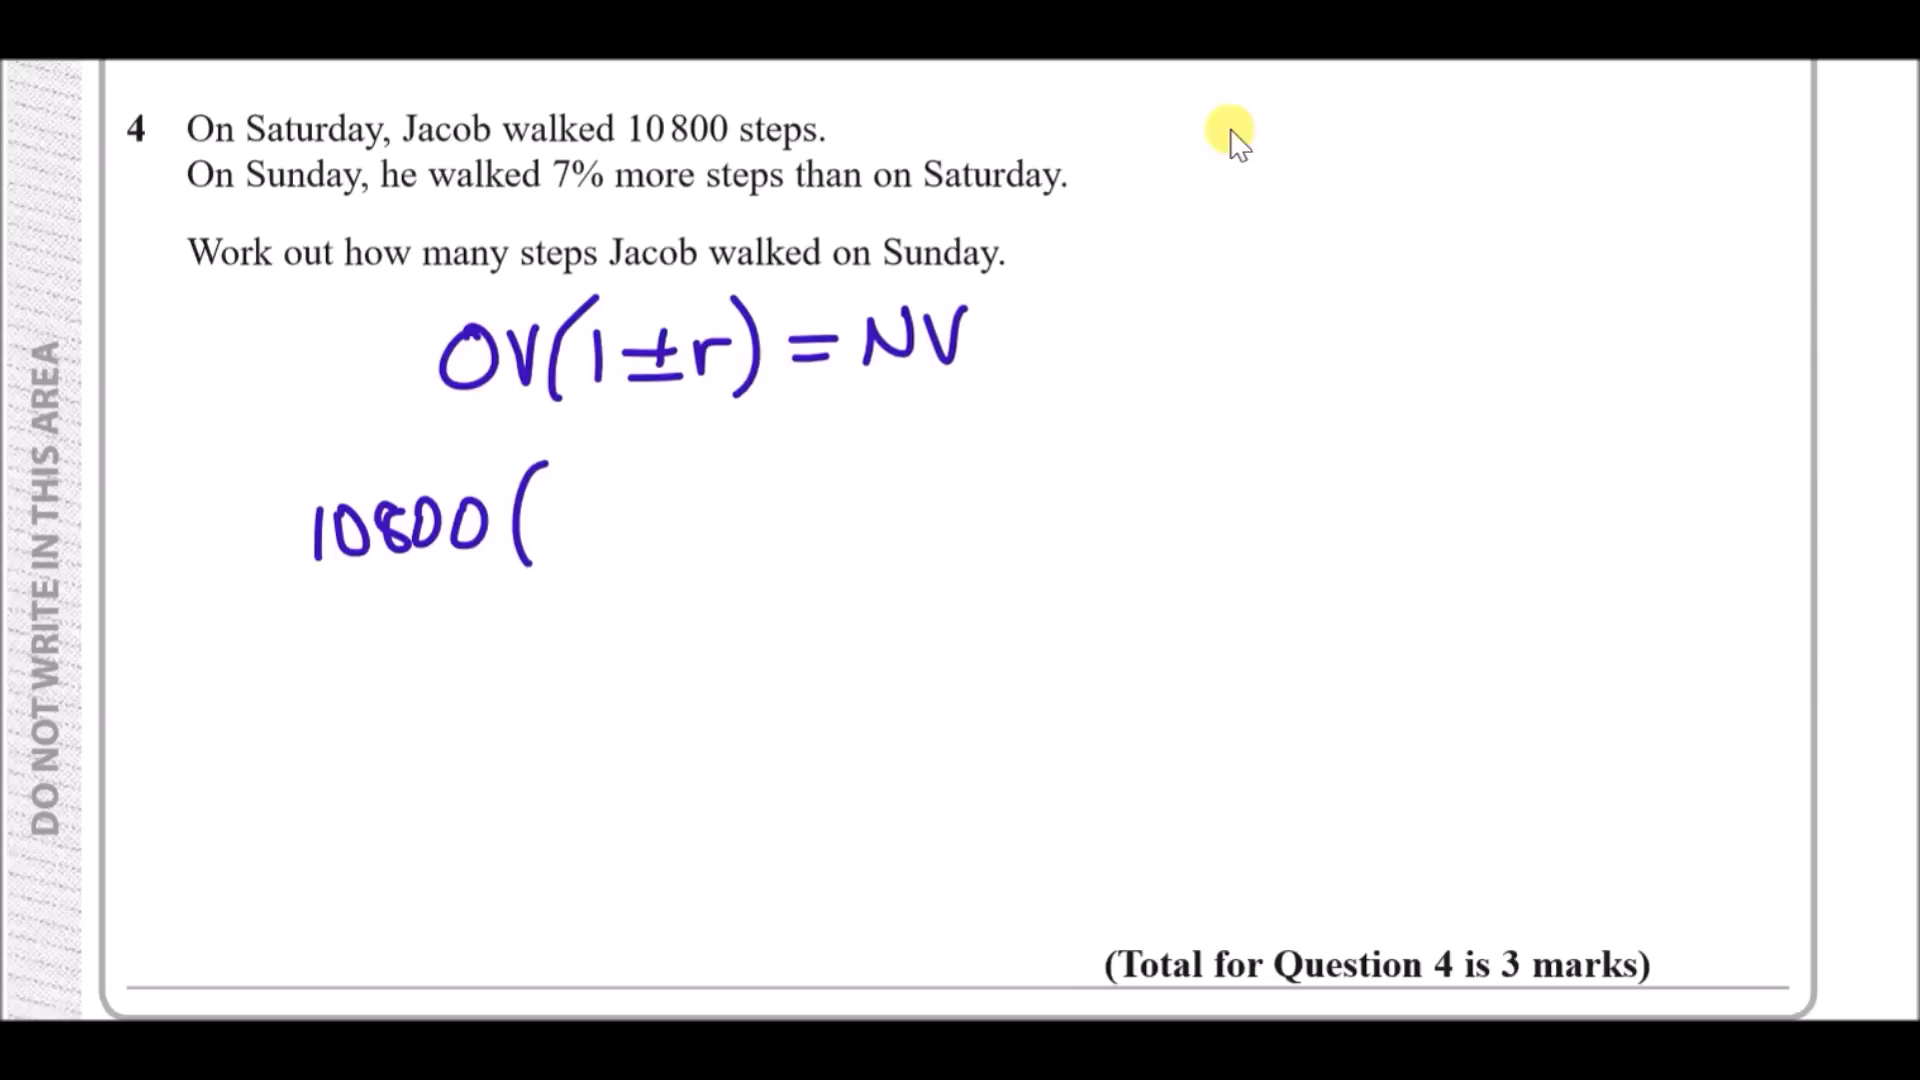 DO NOT WRITE IN THIS AREA
4 On Saturday, Jacob walked 10 800 steps.
On Sunday, he walked 7% more steps than on Saturday.
Work out how many steps Jacob walked on Sunday.
OV(1±r) = NV
10800 (
(Total for Question 4 is 3 marks)